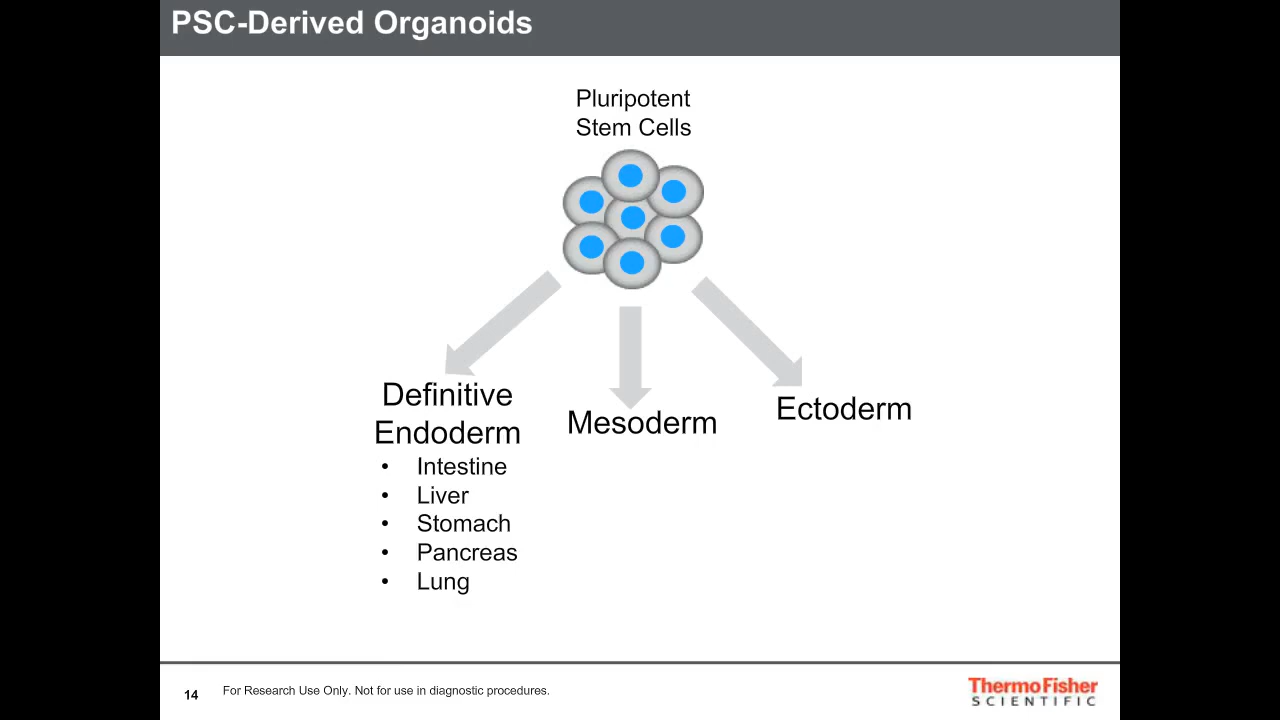 PSC-Derived Organoids
Pluripotent
Stem Cells
Definitive
Endoderm
• Intestine
• Liver
• Stomach
• Pancreas
• Lung
Mesoderm
Ectoderm
14
For Research Use Only. Not for use in diagnostic procedures.
ThermoFisher
SCIENTIFIC